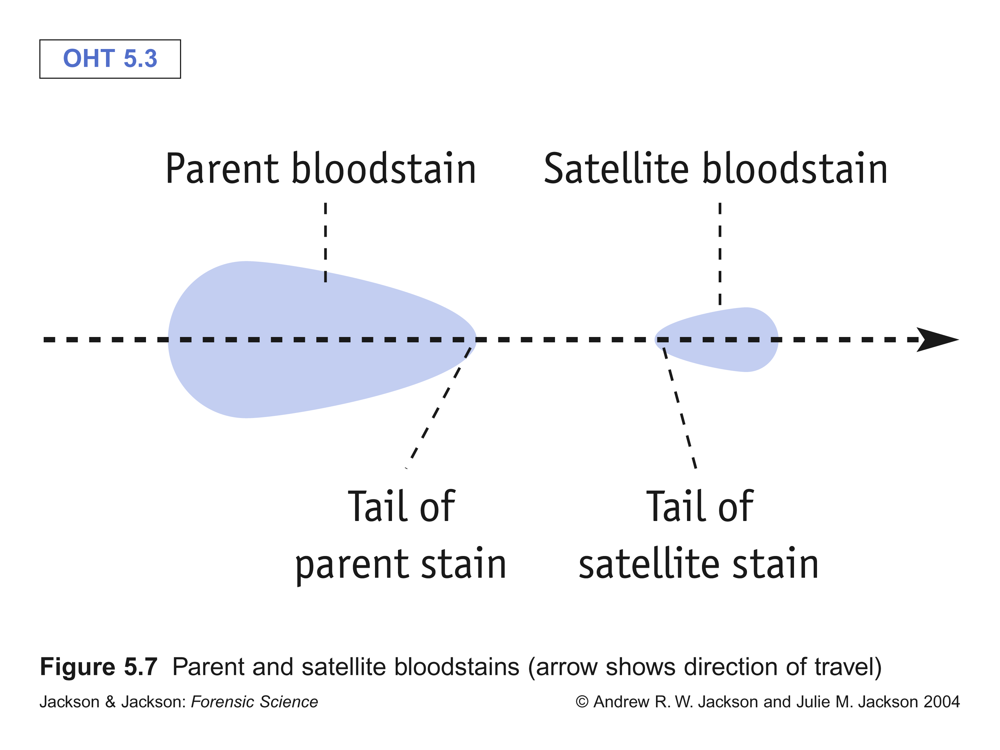 OHT 5.3
Parent bloodstain
Satellite bloodstain
Tail of
parent stain
Tail of
satellite stain
Figure 5.7 Parent and satellite bloodstains (arrow shows direction of travel)
Jackson & Jackson: Forensic Science
© Andrew R. W. Jackson and Julie M. Jackson 2004